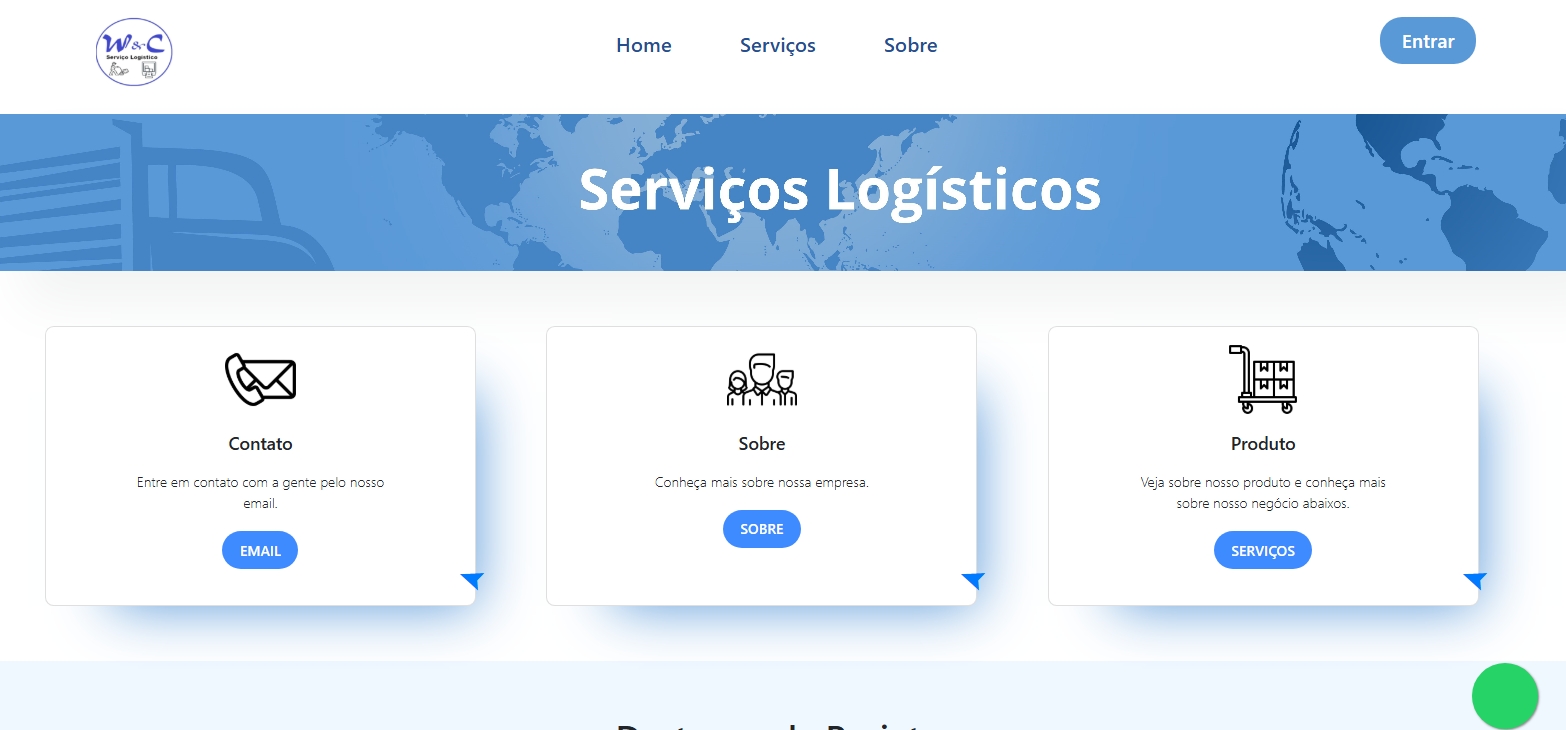 W&C
Serviço Logístico
Home
Serviços
Sobre
Entrar
Serviços Logísticos
Contato
Entre em contato com a gente pelo nosso
email.
EMAIL
Sobre
Conheça mais sobre nossa empresa.
SOBRE
Produto
Veja sobre nosso produto e conheça mais
sobre nosso negócio abaixos.
SERVIÇOS